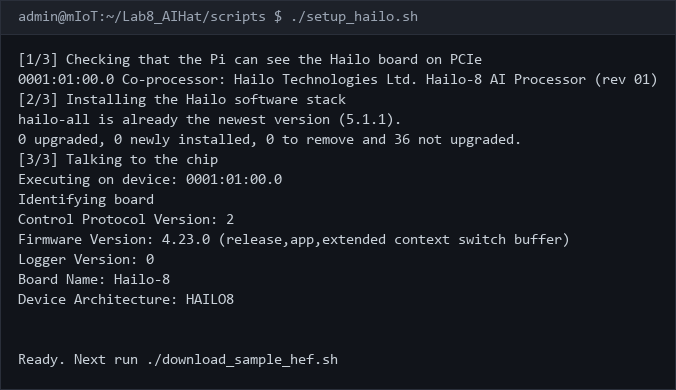 admin@mIoT:~/Lab8_AIHat/scripts $ ./setup_hailo.sh
[1/3] Checking that the Pi can see the Hailo board on PCIe
0001:01:00.0 Co-processor: Hailo Technologies Ltd. Hailo-8 AI Processor (rev 01)
[2/3] Installing the Hailo software stack
hailo-all is already the newest version (5.1.1).
0 upgraded, 0 newly installed, 0 to remove and 36 not upgraded.
[3/3] Talking to the chip
Executing on device: 0001:01:00.0
Identifying board
Control Protocol Version: 2
Firmware Version: 4.23.0 (release,app,extended context switch buffer)
Logger Version: 0
Board Name: Hailo-8
Device Architecture: HAILO8
Ready. Next run ./download_sample_hef.sh